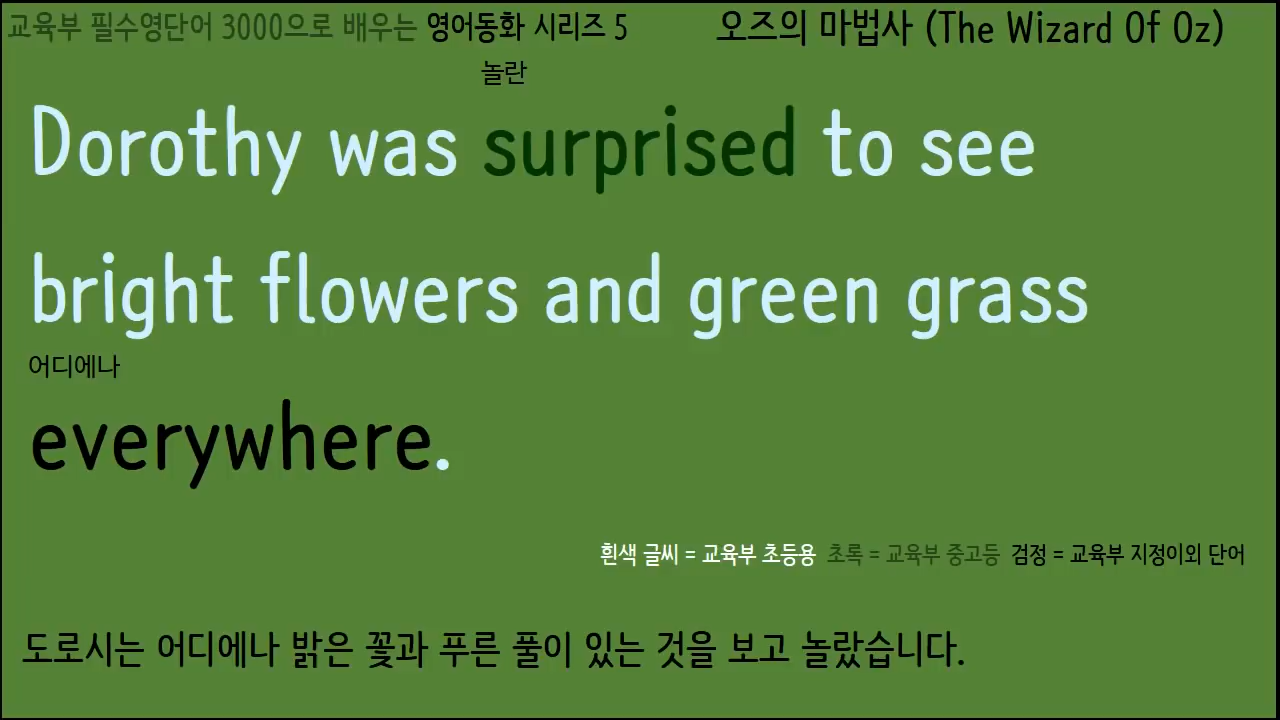 교육부 필수영단어 3000으로 배우는 영어동화 시리즈 5 오즈의 마법사 (The Wizard Of Oz)
놀란
Dorothy was surprised to see
bright flowers and green grass
어디에나
everywhere.
흰색 글씨 = 교육부 초등용 초록 = 교육부 중고등 검정 = 교육부 지정이외 단어
도로시는 어디에나 밝은 꽃과 푸른 풀이 있는 것을 보고 놀랐습니다.